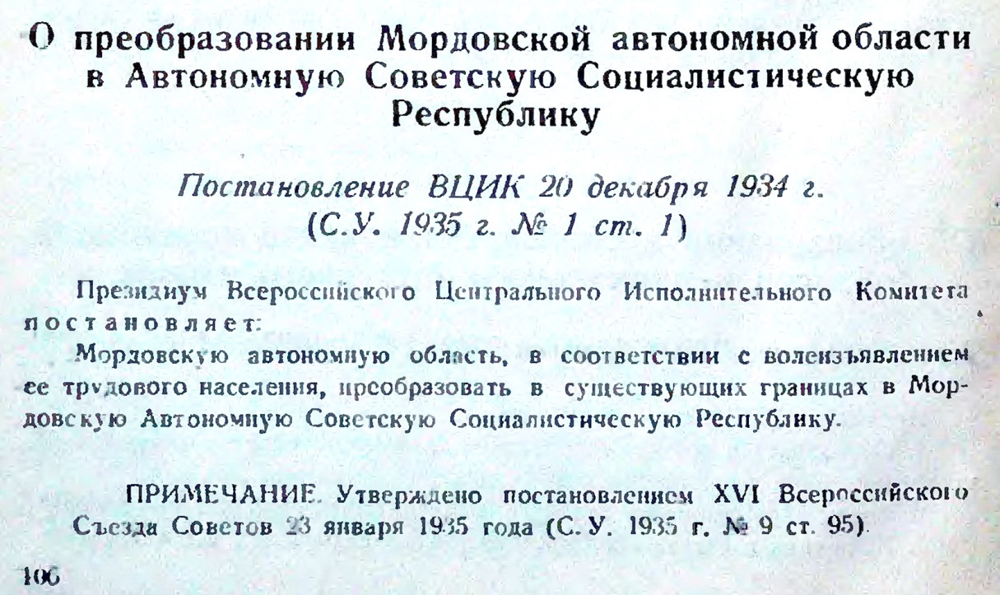 О преобразовании Мордовской автономной области
в Автономную Советскую Социалистическую
Республику
Постановление ВЦИК 20 декабря 1934 г.
(С.У. 1935 г. № 1 ст. 1)
Президиум Всероссийского Центрального Исполнительного Комитета
постановляет:
Мордовскую автономную область, в соответствии с волеизъявлением
ее трудового населения, преобразовать в существующих границах в Мор-
довскую Автономную Советскую Социалистическую Республику.
ПРИМЕЧАНИЕ. Утверждено постановлением XVI Всероссийского
Съезда Советов 23 января 1935 года (С. У. 1935 г. № 9 ст. 95).
106